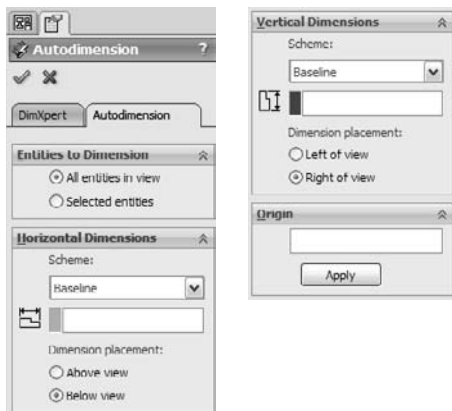 Autodimension ?
DimXpert Autodimension
Entities to Dimension
All entities in view
Selected entities
Horizontal Dimensions
Scheme:
Baseline
Dimension placement:
Above view
Below view
Vertical Dimensions
Scheme:
Baseline
Dimension placement:
Left of view
Right of view
Origin
Apply